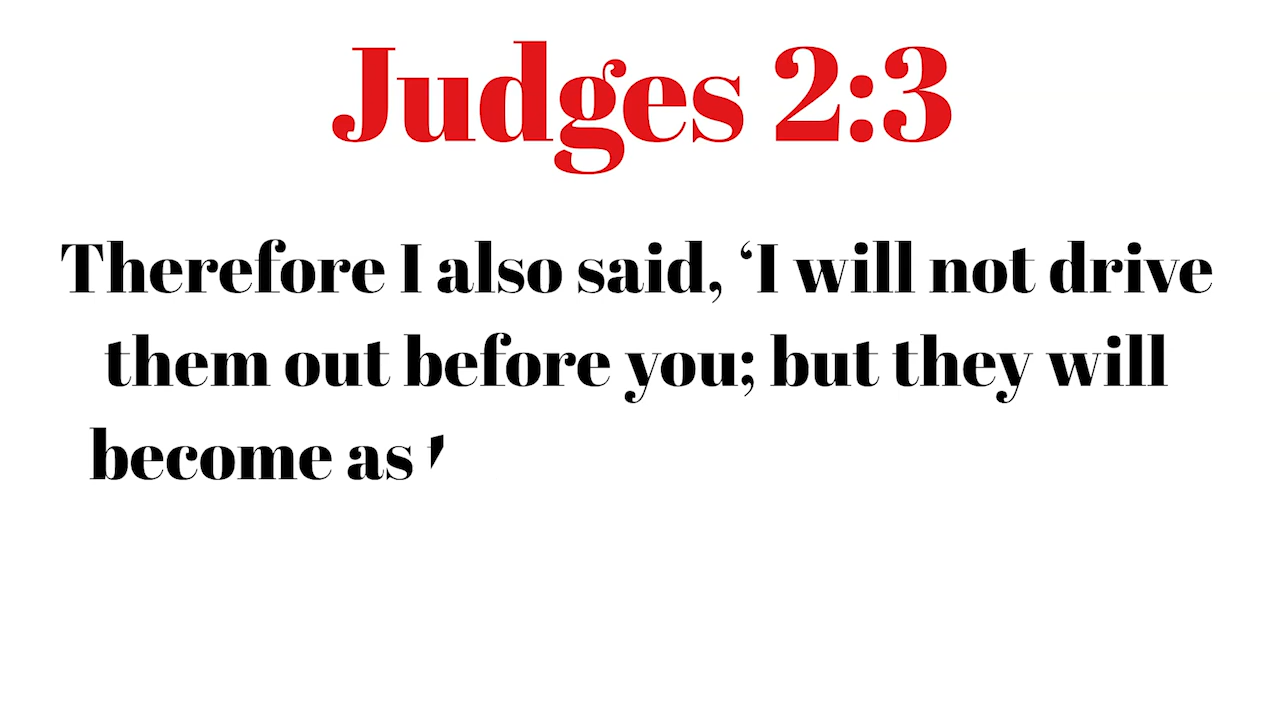 Judges 2:3
Therefore I also said, ‘I will not drive
them out before you; but they will
become as